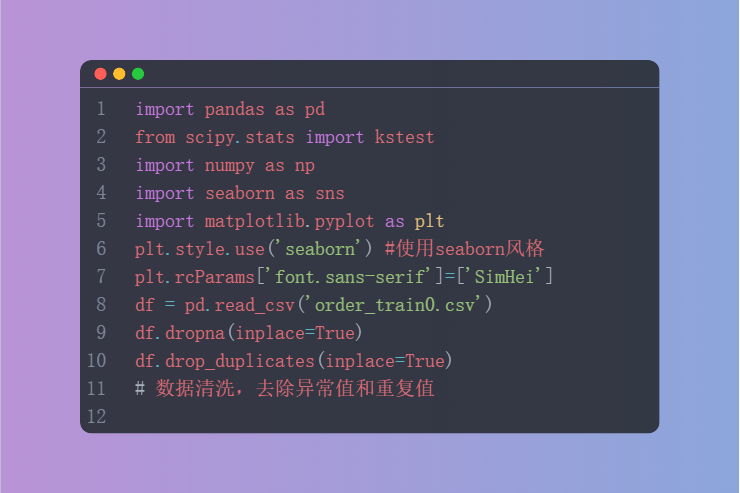 1 import pandas as pd
2 from scipy.stats import kstest
3 import numpy as np
4 import seaborn as sns
5 import matplotlib.pyplot as plt
6 plt.style.use('seaborn') #使用seaborn风格
7 plt.rcParams['font.sans-serif']=['SimHei']
8 df = pd.read_csv('order_train0.csv')
9 df.dropna(inplace=True)
10 df.drop_duplicates(inplace=True)
11 # 数据清洗，去除异常值和重复值
12